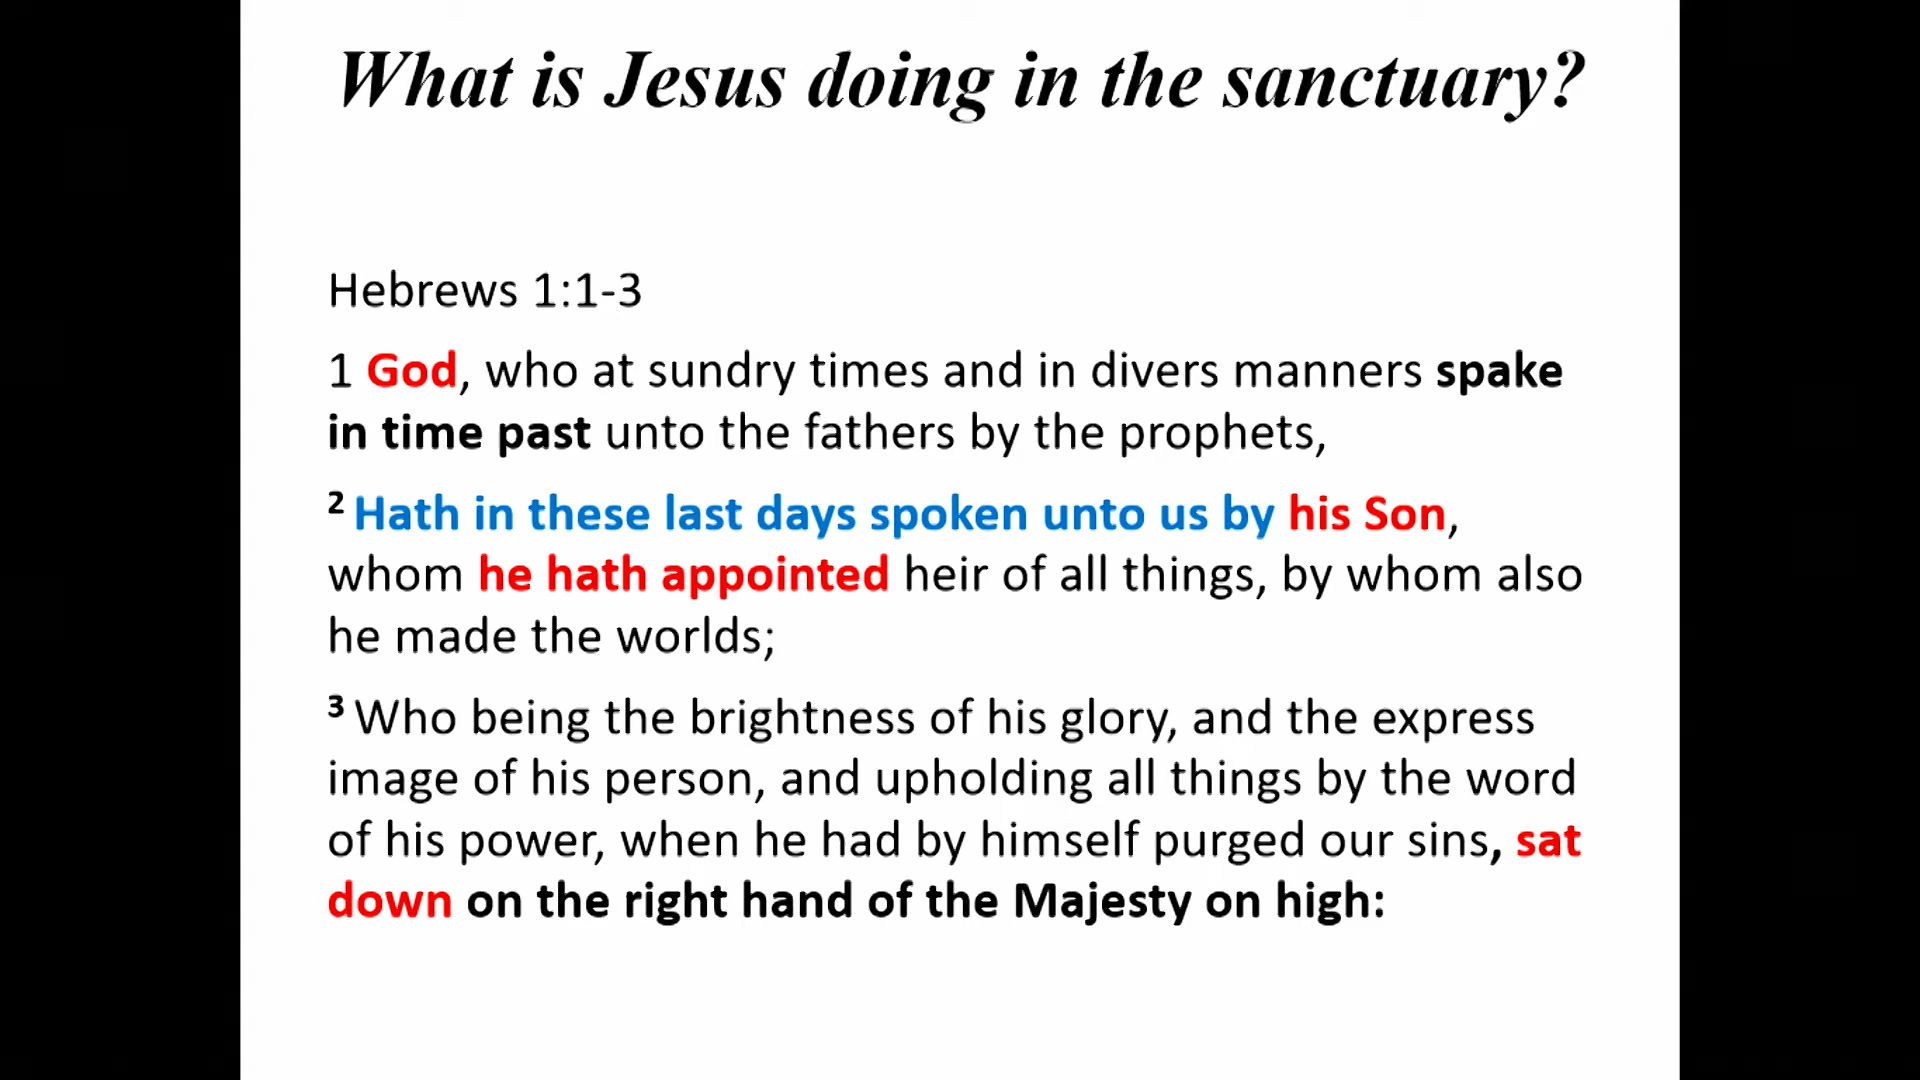 What is Jesus doing in the sanctuary?
Hebrews 1:1-3
1 God, who at sundry times and in divers manners spake
in time past unto the fathers by the prophets,
2 Hath in these last days spoken unto us by his Son,
whom he hath appointed heir of all things, by whom also
he made the worlds;
3 Who being the brightness of his glory, and the express
image of his person, and upholding all things by the word
of his power, when he had by himself purged our sins, sat
down on the right hand of the Majesty on high: